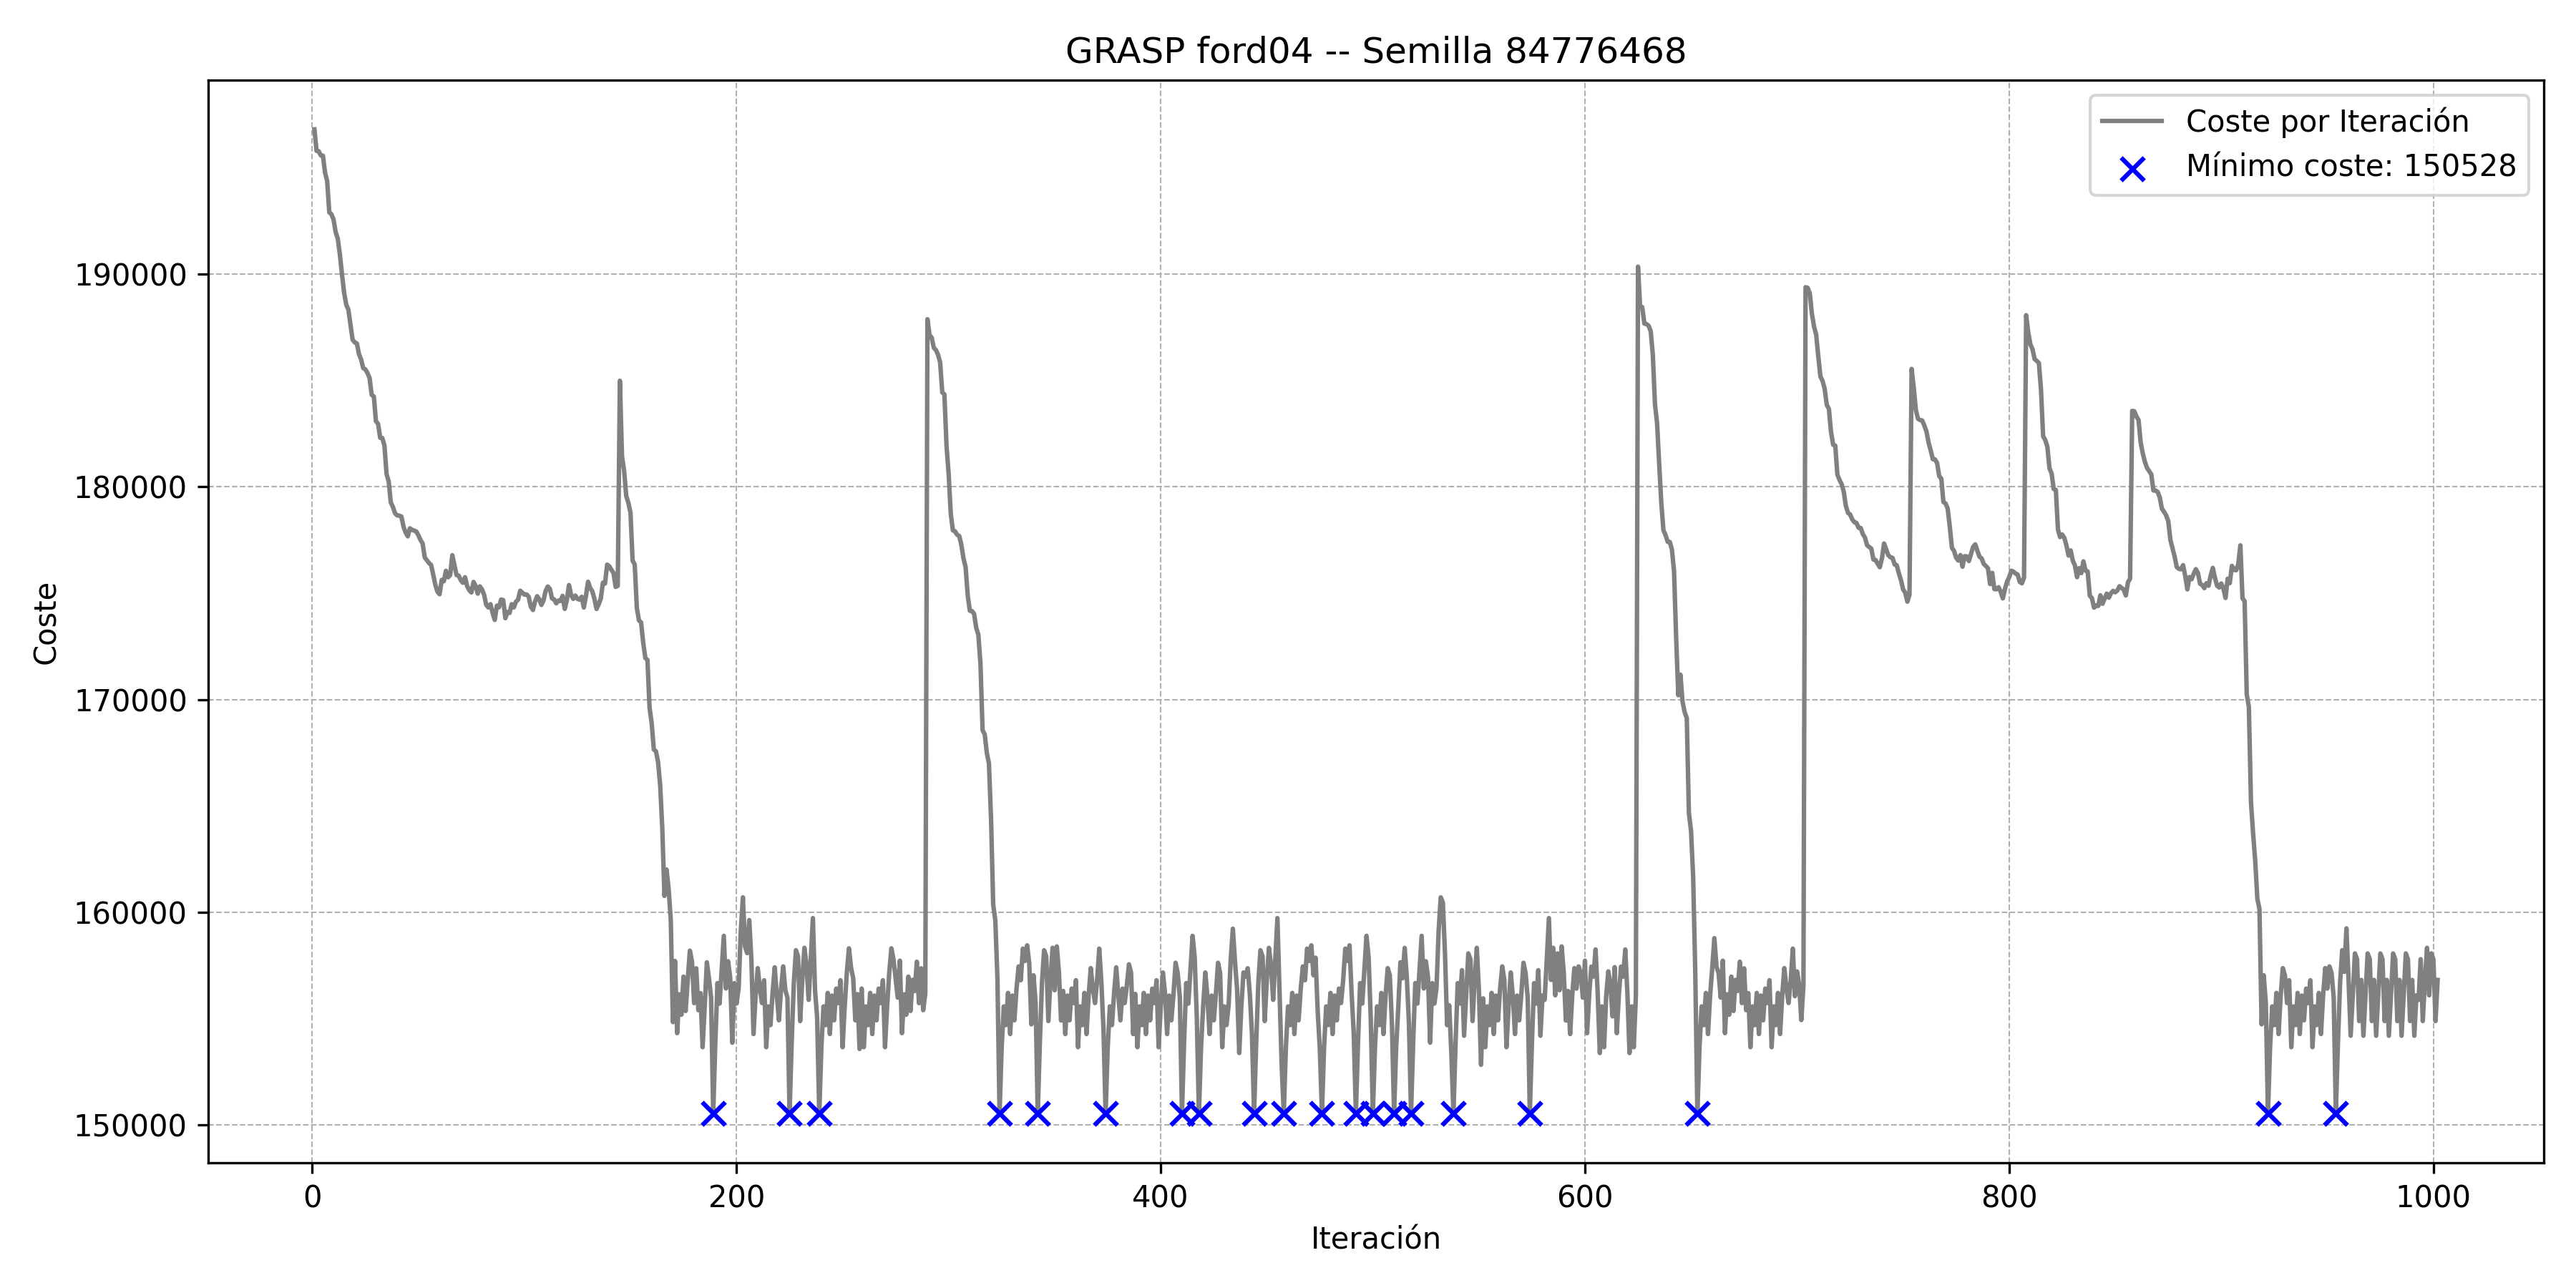 GRASP ford04 -- Semilla 84776468
Coste por Iteración
Mínimo coste: 150528
190000
180000
170000
160000
150000
Coste
0 200 400 600 800 1000
Iteración